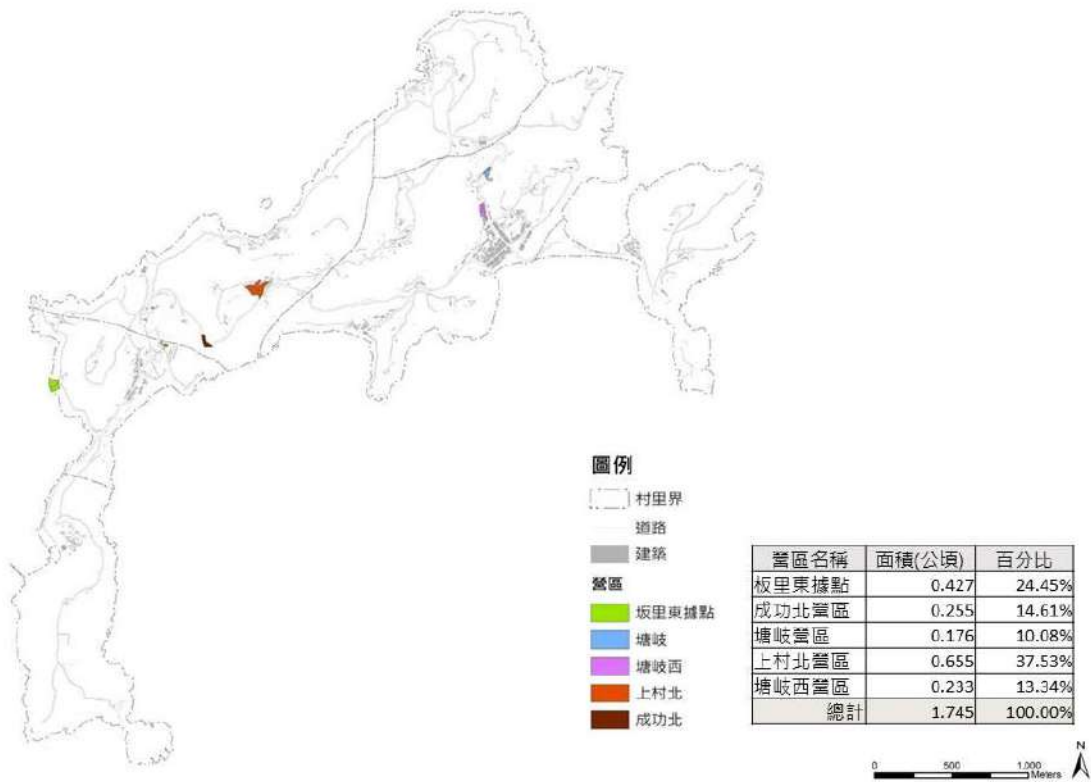 圖例
村里界
道路
建築
營區
坂里東據點
塘岐
塘岐西
上村北
成功北
營區名稱 面積(公頃) 百分比
板里東據點 0.427 24.45%
成功北營區 0.255 14.61%
塘岐營區 0.176 10.08%
上村北營區 0.655 37.53%
塘岐西營區 0.233 13.34%
總計 1.745 100.00%
N
0 500 1,000
Meters